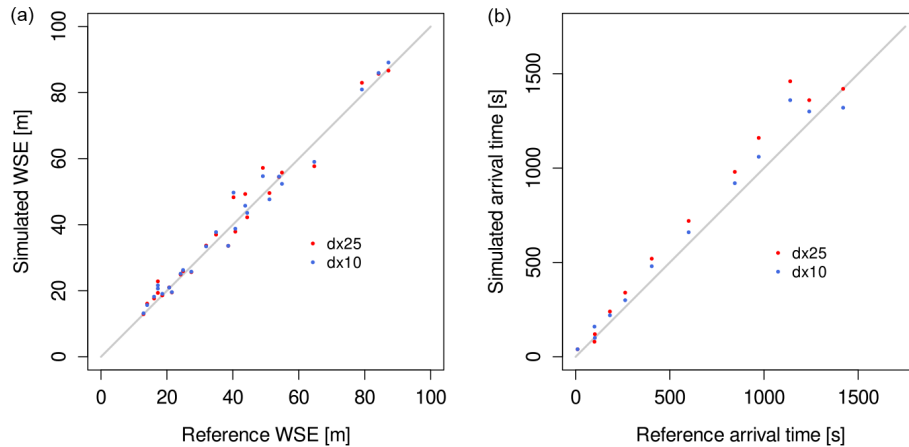 (a)
100
80
60
40
20
0
Simulated WSE [m]
dx25
dx10
0 20 40 60 80 100
Reference WSE [m]
(b)
1500
1000
500
0
Simulated arrival time [s]
dx25
dx10
0 500 1000 1500
Reference arrival time [s]